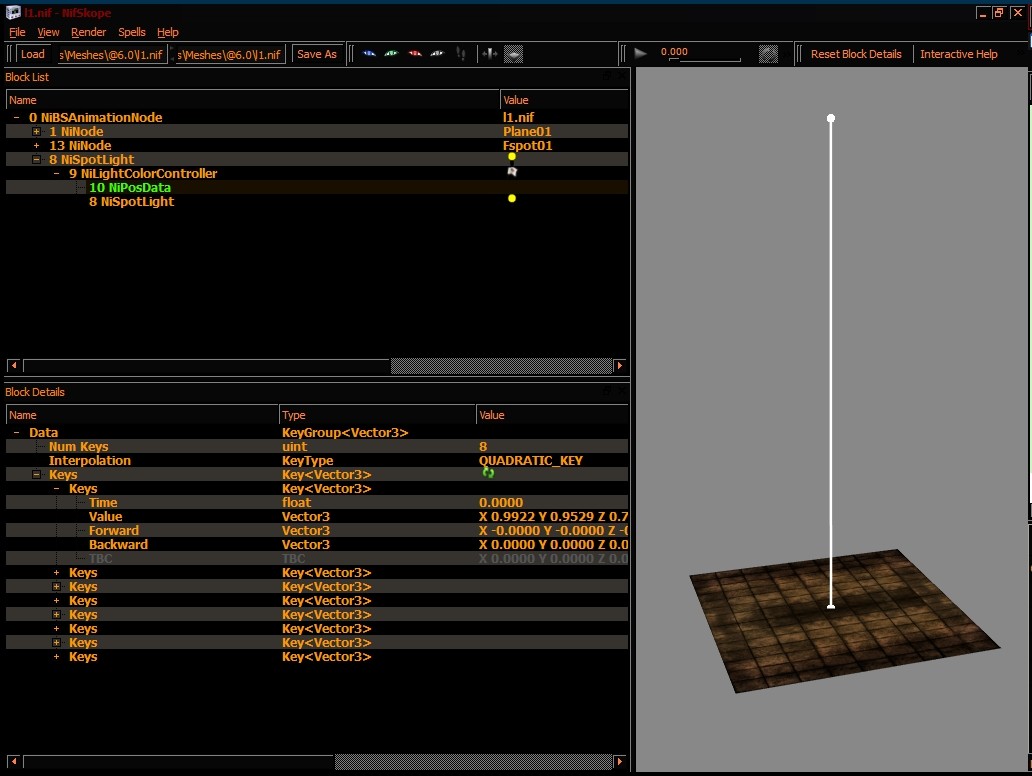 l1.nif - NifSkope
File View Render Spells Help
Load s\Meshes\@6.0\l1.nif s\Meshes\@6.0\l1.nif Save As 0.000 Reset Block Details Interactive Help
Block List
Name Value
0 NiBSAnimationNode l1.nif
1 NiNode Plane01
13 NiNode Fspot01
8 NiSpotLight
9 NiLightColorController
10 NiPosData
8 NiSpotLight
Block Details
Name Type Value
Data KeyGroup<Vector3>
Num Keys uint 8
Interpolation KeyType QUADRATIC_KEY
Keys Key<Vector3>
Keys Key<Vector3>
Time float 0.0000
Value Vector3 X 0.9922 Y 0.9529 Z 0.7
Forward Vector3 X -0.0000 Y -0.0000 Z -0
Backward Vector3 X 0.0000 Y 0.0000 Z 0.0
TBC TBC X 0.0000 Y 0.0000 Z 0.0
Keys Key<Vector3>
Keys Key<Vector3>
Keys Key<Vector3>
Keys Key<Vector3>
Keys Key<Vector3>
Keys Key<Vector3>
Keys Key<Vector3>